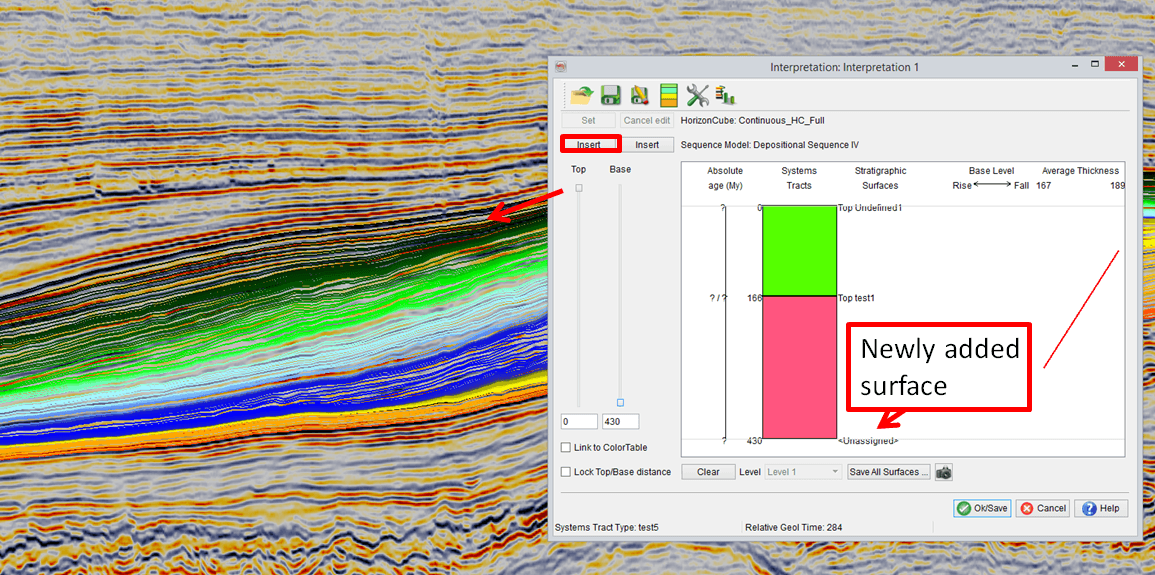 Interpretation: Interpretation 1
Set Cancel edit HorizonCube: Continuous_HC_Full
Insert Insert Sequence Model: Depositional Sequence IV
Top Base
Absolute Systems Stratigraphic Base Level Average Thickness
age (My) Tracts Surfaces Rise Fall 167 189
? 0 Top Undefined1
? / ? 166 Top test1
Newly added
surface
? 430 <Unassigned>
0 430
Link to ColorTable
Lock Top/Base distance Clear Level Level 1 Save All Surfaces ...
Ok/Save Cancel Help
Systems Tract Type: test5 Relative Geol Time: 284